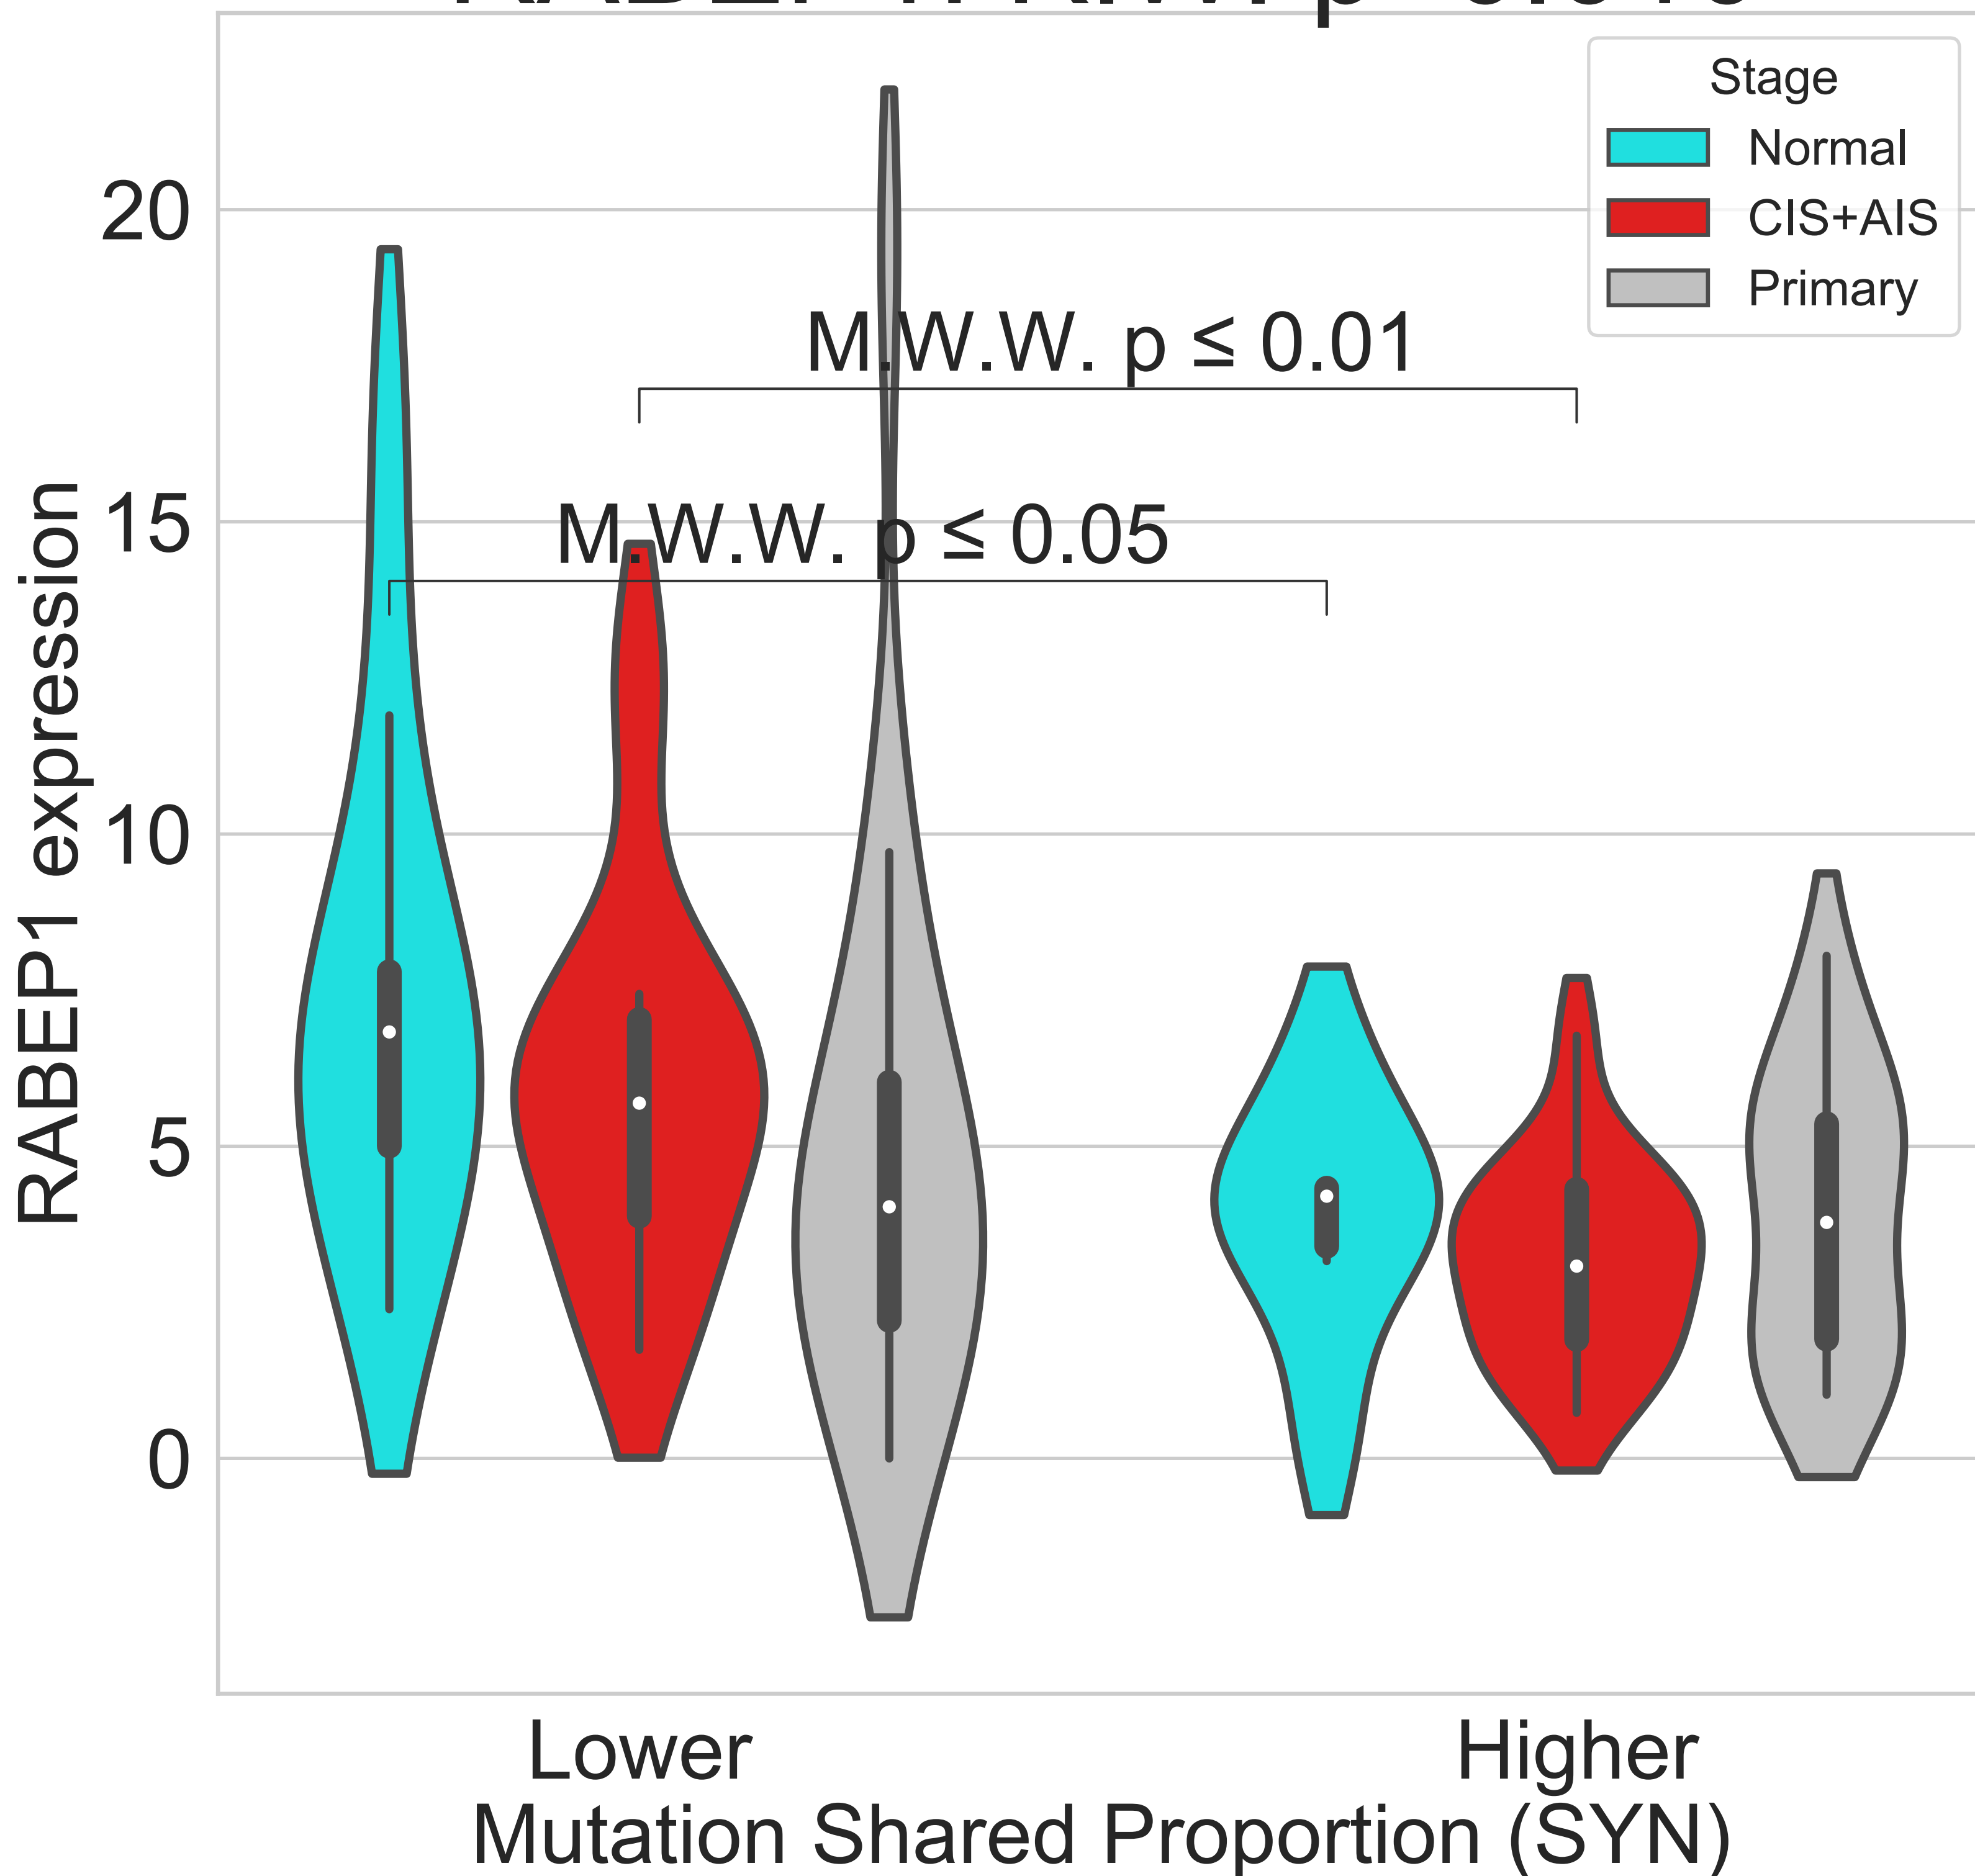 Stage
Normal
CIS+AIS
Primary
20
15
10
5
0
M.W.W. p ≤ 0.01
M.W.W. p ≤ 0.05
RABEP1 expression
Lower
Higher
Mutation Shared Proportion (SYN)